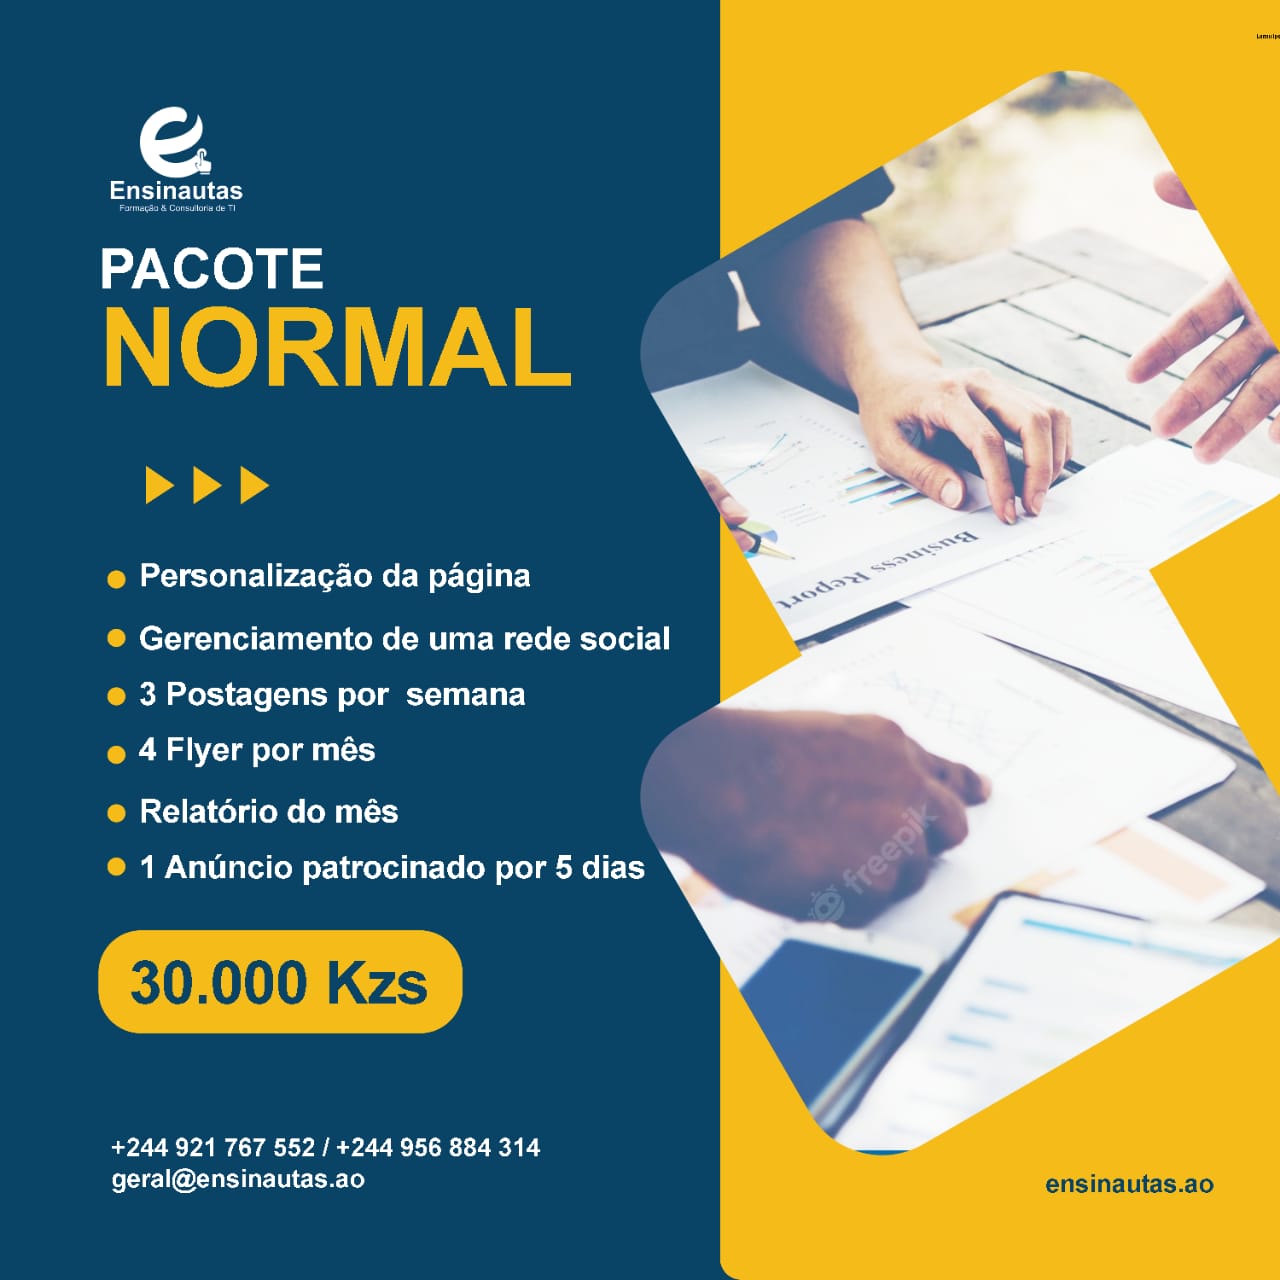 Ensinautas
Formação & Consultoria de TI
PACOTE
NORMAL
Personalização da página
Gerenciamento de uma rede social
3 Postagens por  semana
4 Flyer por mês
Relatório do mês
1 Anúncio patrocinado por 5 dias
30.000 Kzs
+244 921 767 552 / +244 956 884 314
geral@ensinautas.ao
Business Report
freepik
ensinautas.ao